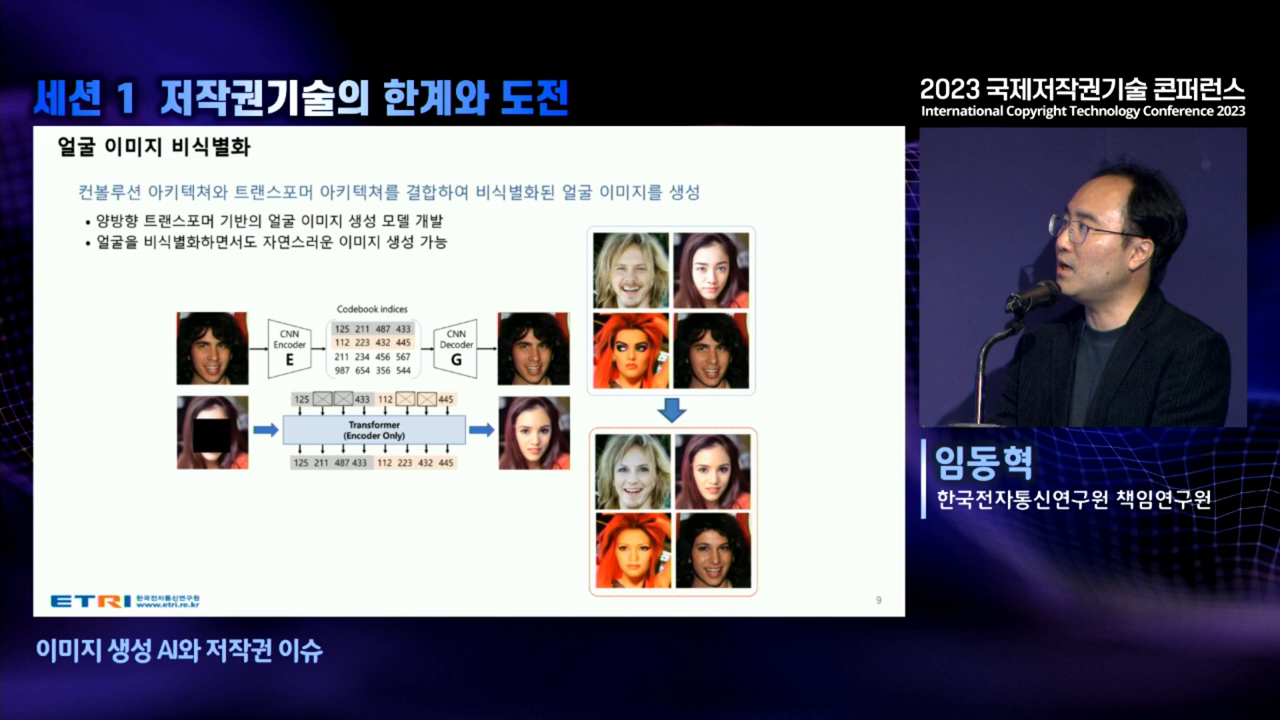 세션 1 저작권기술의 한계와 도전
2023 국제저작권기술 콘퍼런스
International Copyright Technology Conference 2023
얼굴 이미지 비식별화
컨볼루션 아키텍쳐와 트랜스포머 아키텍쳐를 결합하여 비식별화된 얼굴 이미지를 생성
• 양방향 트랜스포머 기반의 얼굴 이미지 생성 모델 개발
• 얼굴을 비식별화하면서도 자연스러운 이미지 생성 가능
Codebook indices
CNN
Encoder
E
125 211 487 433
112 223 432 445
211 234 456 567
987 654 356 544
CNN
Decoder
G
125 433 112 445
Transformer
(Encoder Only)
125 211 487 433 112 223 432 445
임동혁
한국전자통신연구원 책임연구원
ETRI 한국전자통신연구원
www.etri.re.kr
9
이미지 생성 AI와 저작권 이슈